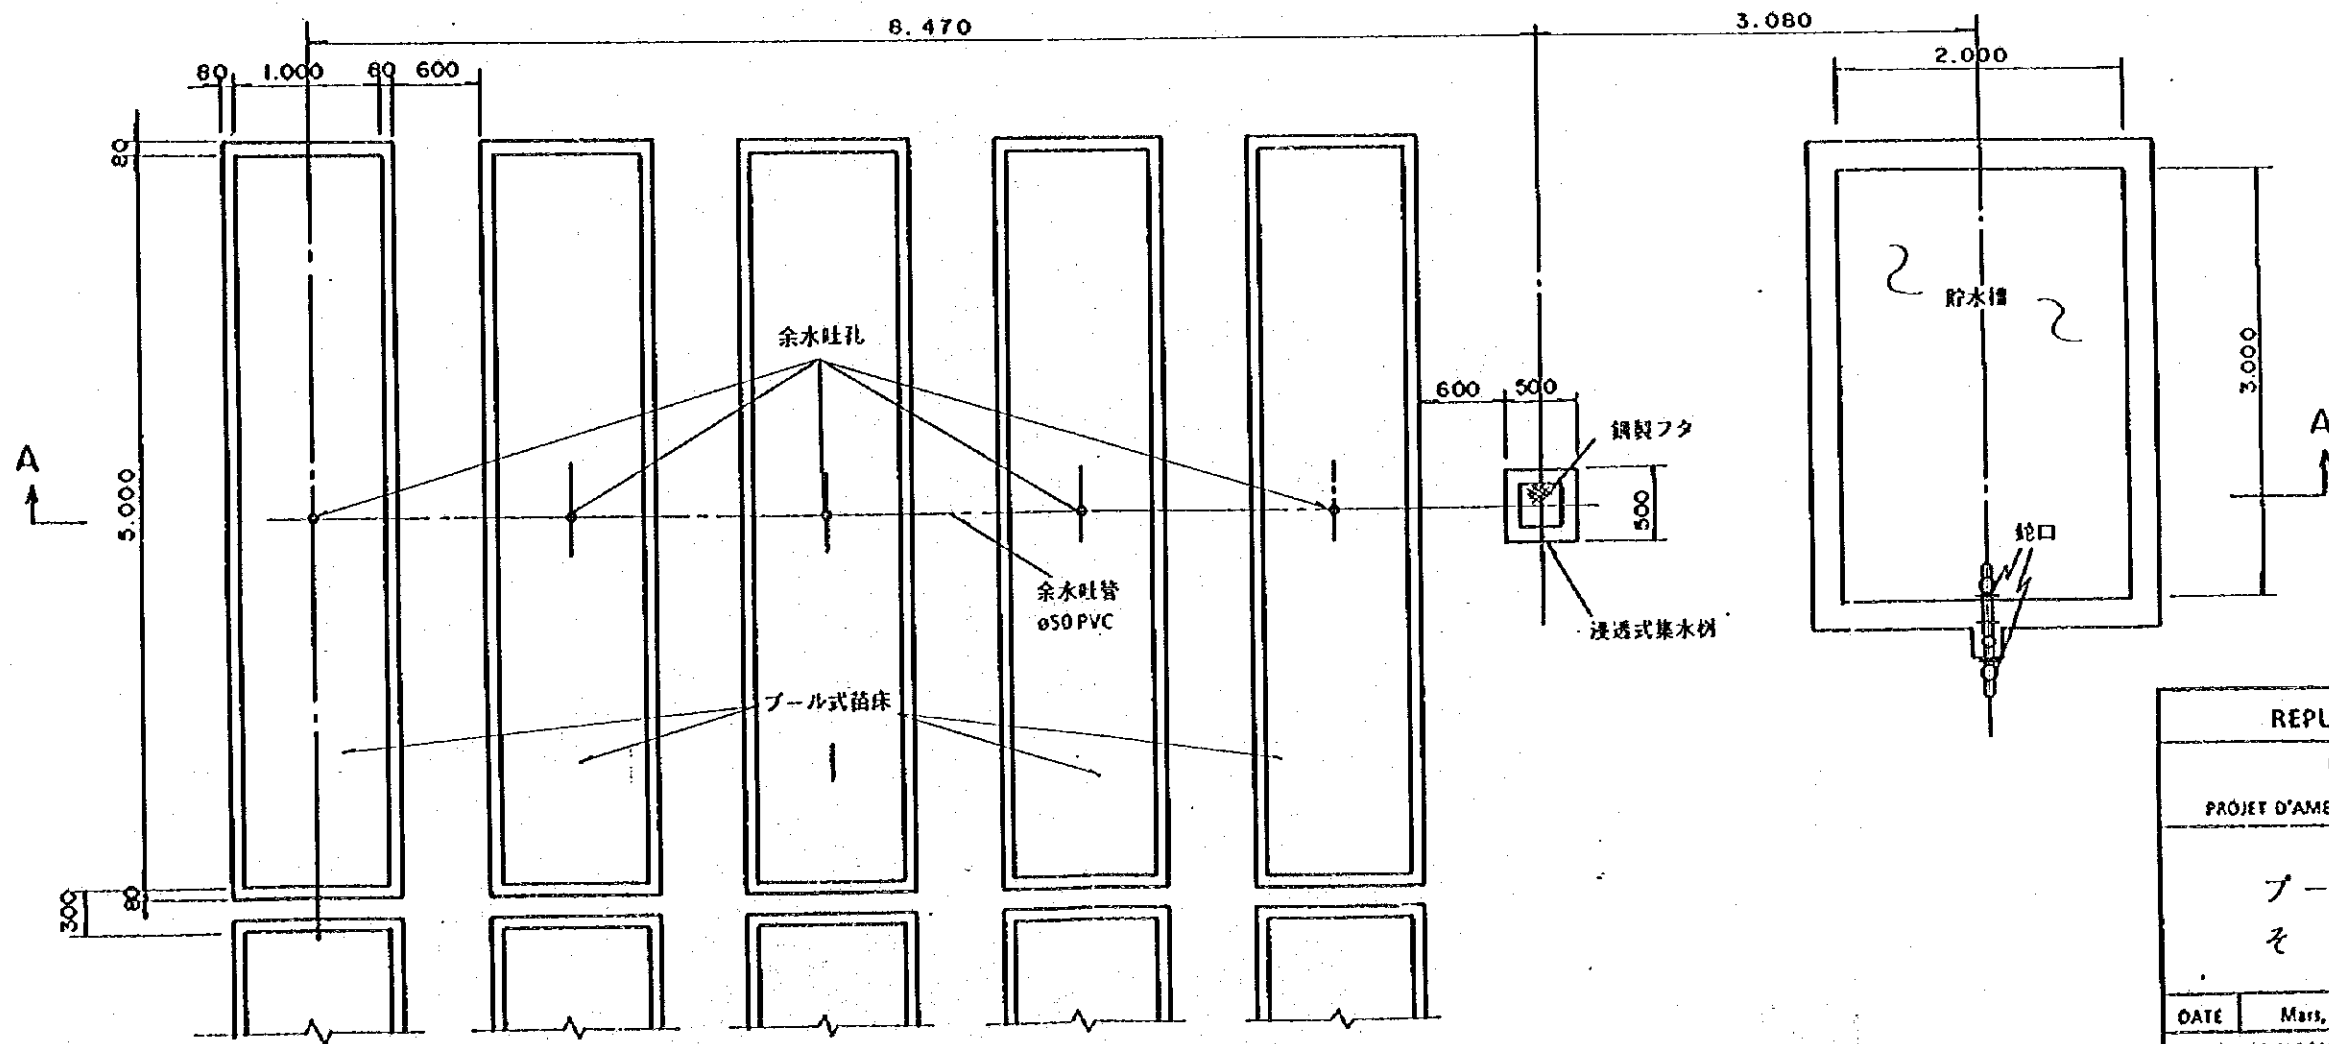 8.470
3.080
80
1.000
80
600
2.000
80
貯水槽
余水吐孔
3.000
600
500
鋼製フタ
A
A
5.000
500
蛇口
余水吐管
ø50 PVC
浸透式集水桝
プール式苗床
REPU
PROJET D'AME
300
80
プー
そ
DATE
Mars,